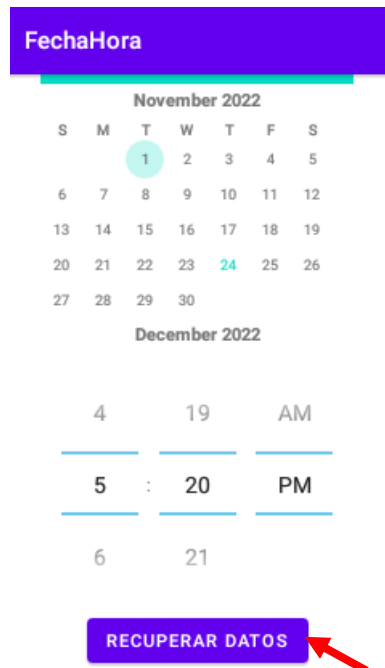 FechaHora
November 2022
S M T W T F S
1 2 3 4 5
6 7 8 9 10 11 12
13 14 15 16 17 18 19
20 21 22 23 24 25 26
27 28 29 30
December 2022
4 19 AM
5 : 20 PM
6 21
RECUPERAR DATOS